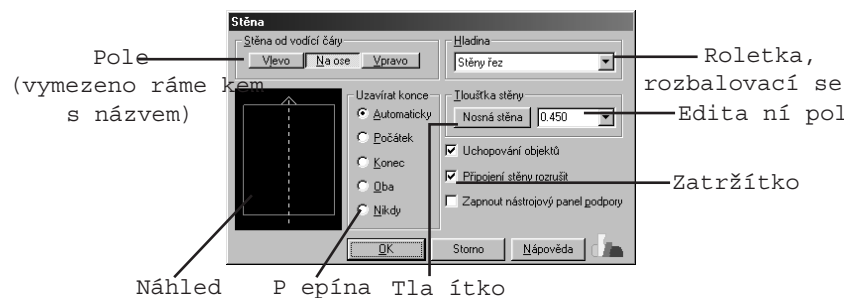 Stěna
Stěna od vodící čáry
Vlevo Na ose Vpravo
Hladina
Stěny řez
Uzavírat konce
Automaticky
Počátek
Konec
Oba
Nikdy
Tloušťka stěny
Nosná stěna 0.450
Uchopování objektů
Připojení stěny rozrušit
Zapnout nástrojový panel podpory
OK Storno Nápověda
Pole
(vymezeno ráme kem
s názvem)
Roletka,
rozbalovací se
Edita ní pol
Zatržítko
Náhled
P epína
Tla ítko